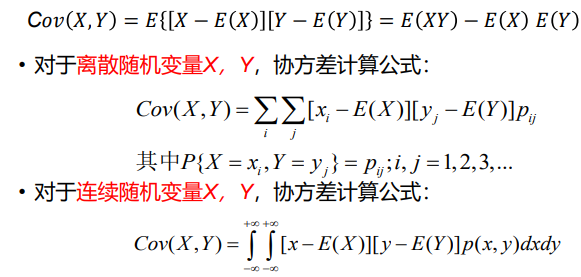 Cov(X,Y) = E{[X − E(X)][Y − E(Y)]} = E(XY) − E(X) E(Y)
• 对于离散随机变量X，Y，协方差计算公式：
Cov(X,Y) = ∑_i ∑_j [x_i − E(X)][y_j − E(Y)]p_ij
其中P{X = x_i, Y = y_j} = p_ij; i, j = 1,2,3,...
• 对于连续随机变量X，Y，协方差计算公式：
Cov(X,Y) = ∫_{−∞}^{+∞} ∫_{−∞}^{+∞} [x − E(X)][y − E(Y)]p(x, y)dxdy